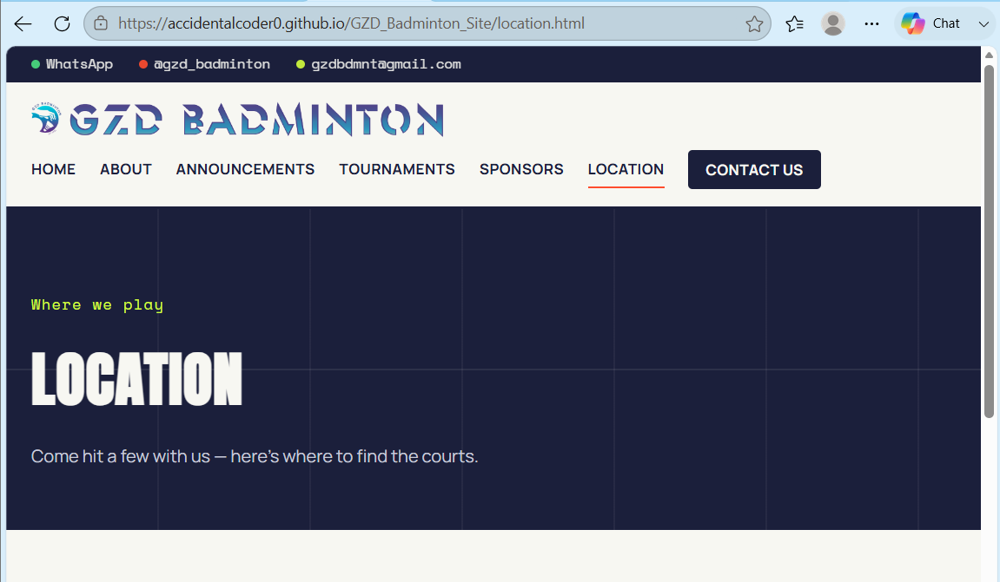 https://accidentalcoder0.github.io/GZD_Badminton_Site/location.html
Chat
WhatsApp @gzd_badminton gzdbdmnt@gmail.com
GZD BADMINTON
HOME ABOUT ANNOUNCEMENTS TOURNAMENTS SPONSORS LOCATION CONTACT US
Where we play
LOCATION
Come hit a few with us — here's where to find the courts.